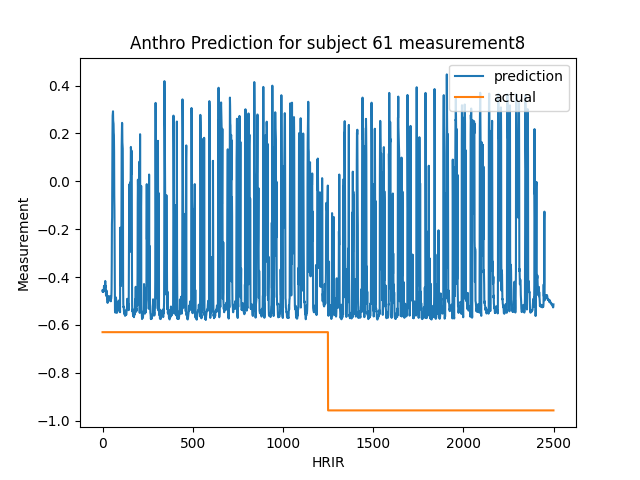 Anthro Prediction for subject 61 measurement8
prediction
actual
0.4
0.2
0.0
−0.2
−0.4
−0.6
−0.8
−1.0
Measurement
0
500
1000
1500
2000
2500
HRIR